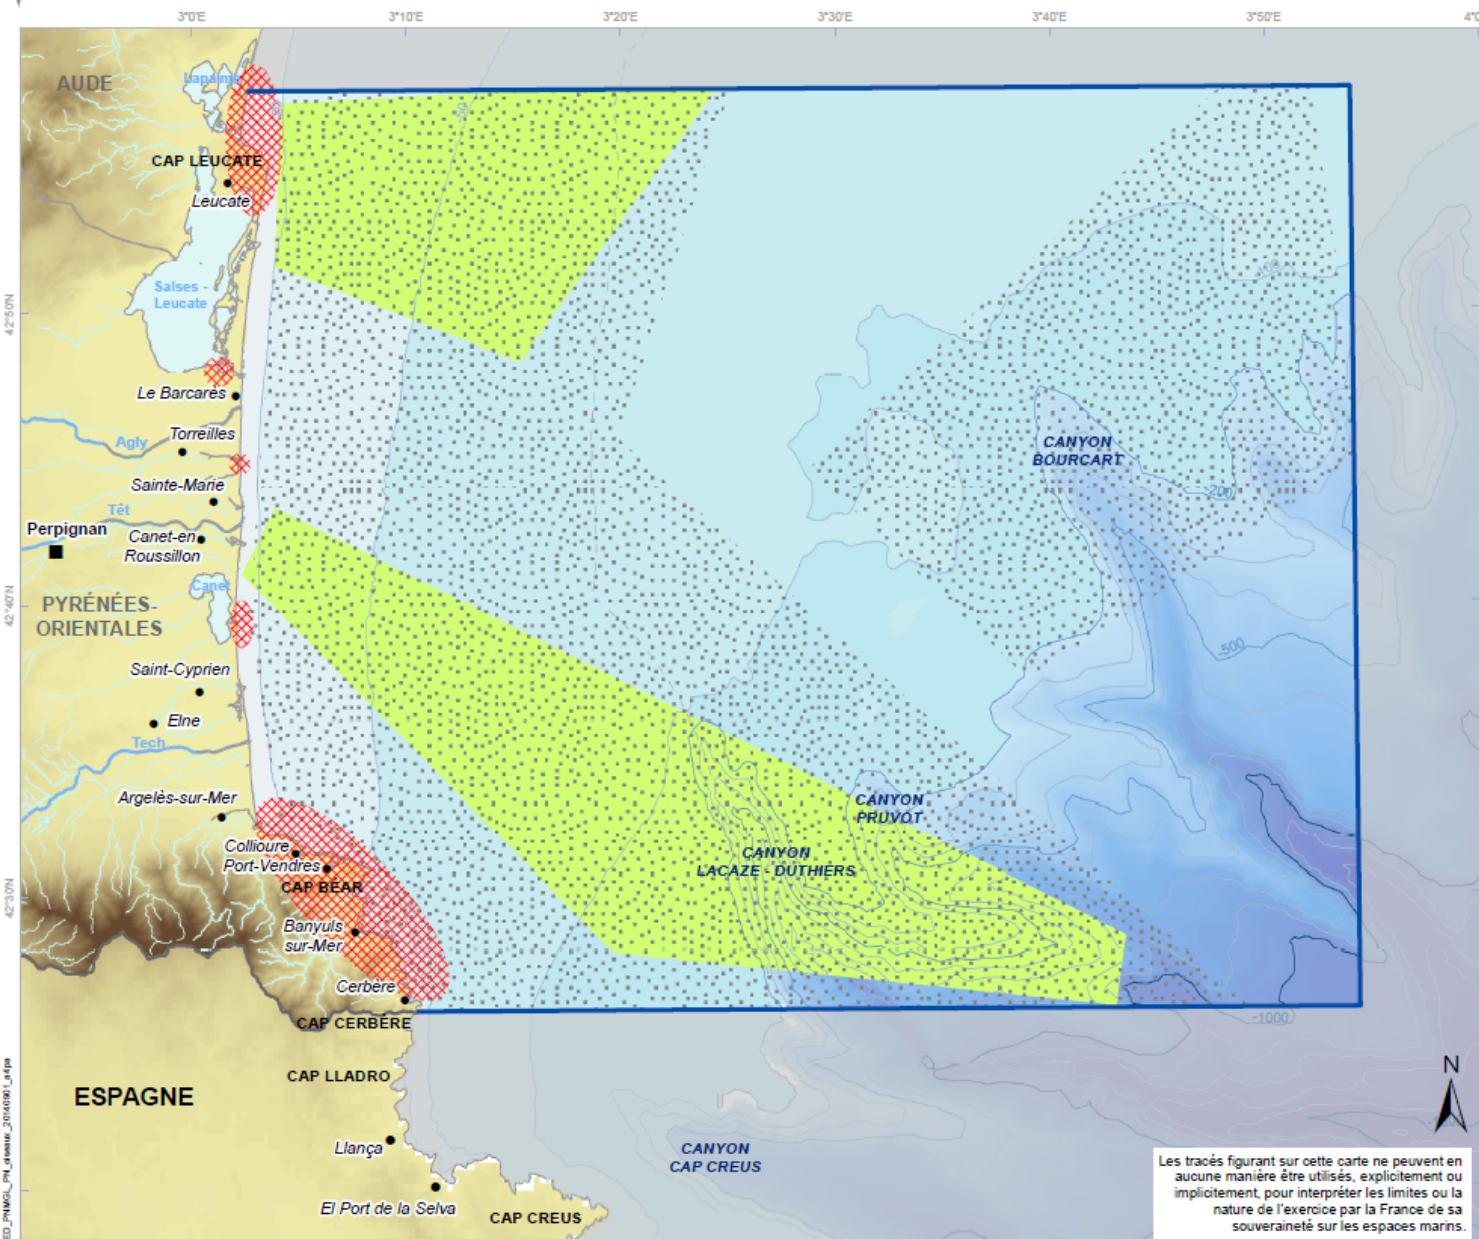 3°0'E
3°10'E
3°20'E
3°30'E
3°40'E
3°50'E
AUDE
Lapalme
-50
CAP LEUCATE
Leucate
-100
Salses -
Leucate
42°50'N
Le Barcarès
Agly
Torreilles
CANYON
BOURCART
Sainte-Marie
-200
Têt
Perpignan
Canet-en
Roussillon
Canet
42°40'N
PYRÉNÉES-
ORIENTALES
-500
Saint-Cyprien
Elne
Tech
Argelès-sur-Mer
CANYON
PRUVOT
Collioure
Port-Vendres
CANYON
LACAZE - DUTHIERS
CAP BÉAR
42°30'N
Banyuls
sur-Mer
Cerbère
CAP CERBÈRE
-1000
CAP LLADRO
ESPAGNE
N
Llança
CANYON
CAP CREUS
El Port de la Selva
CAP CREUS
Les tracés figurant sur cette carte ne peuvent en
aucune manière être utilisés, explicitement ou
implicitement, pour interpréter les limites ou la
nature de l'exercice par la France de sa
souveraineté sur les espaces marins.